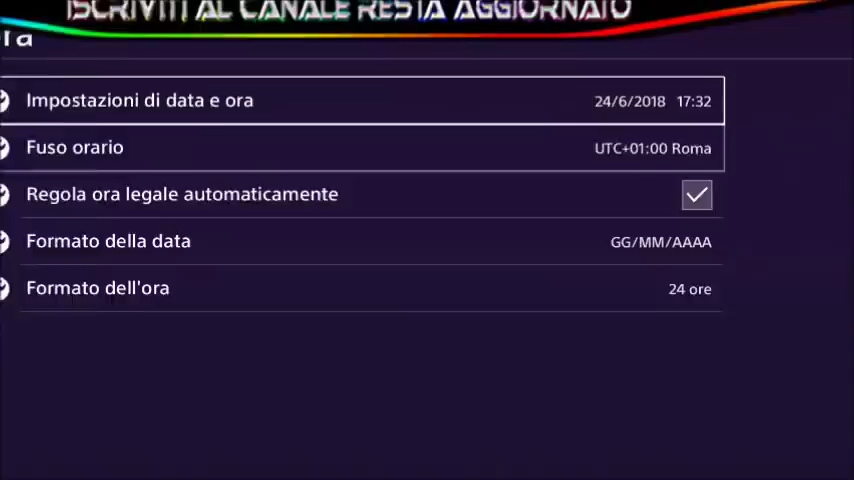 ISCRIVITI AL CANALE RESTA AGGIORNATO
ra
Impostazioni di data e ora 24/6/2018 17:32
Fuso orario UTC+01:00 Roma
Regola ora legale automaticamente
Formato della data GG/MM/AAAA
Formato dell'ora 24 ore